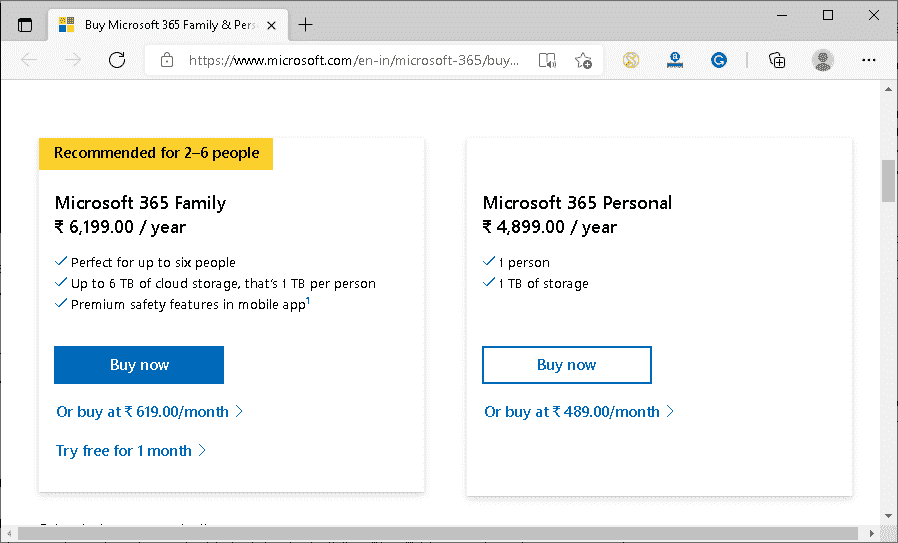 Buy Microsoft 365 Family & Pers
https://www.microsoft.com/en-in/microsoft-365/buy...
Recommended for 2–6 people
Microsoft 365 Family
₹ 6,199.00 / year
Perfect for up to six people
Up to 6 TB of cloud storage, that's 1 TB per person
Premium safety features in mobile app1
Buy now
Or buy at ₹ 619.00/month
Try free for 1 month
Microsoft 365 Personal
₹ 4,899.00 / year
1 person
1 TB of storage
Buy now
Or buy at ₹ 489.00/month